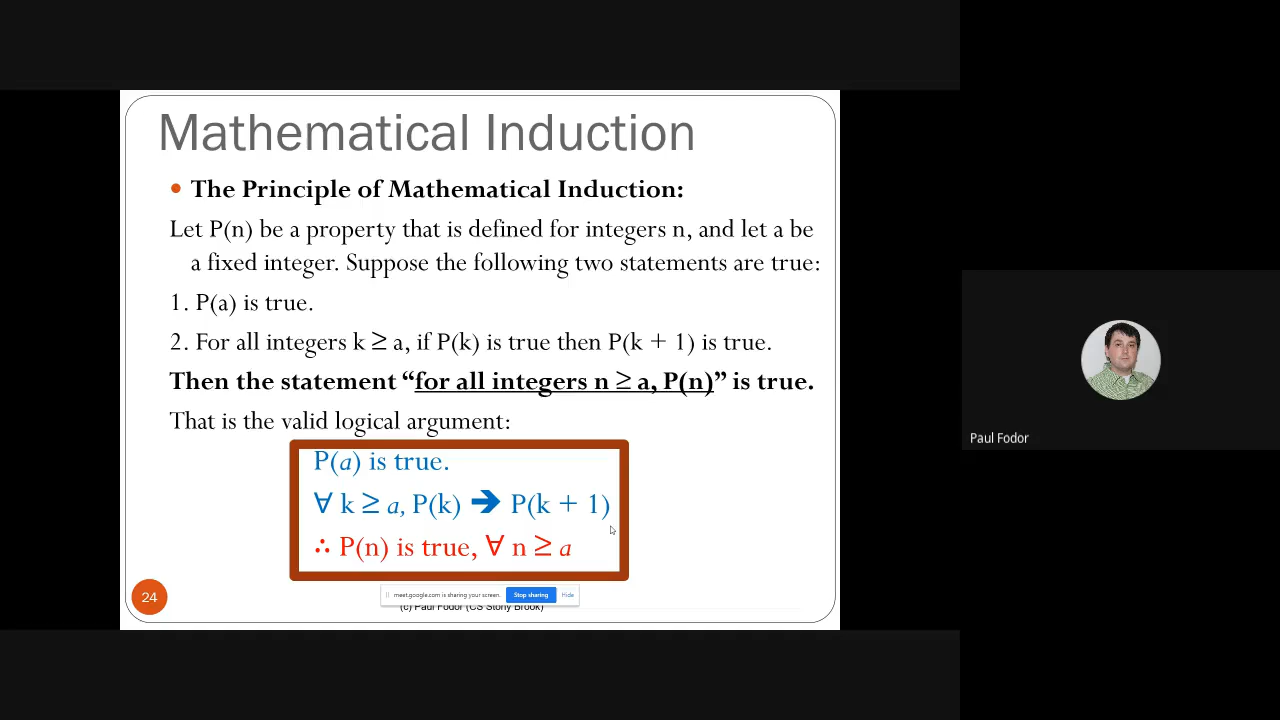 Mathematical Induction
• The Principle of Mathematical Induction:
Let P(n) be a property that is defined for integers n, and let a be
a fixed integer. Suppose the following two statements are true:
1. P(a) is true.
2. For all integers k ≥ a, if P(k) is true then P(k + 1) is true.
Then the statement “for all integers n ≥ a, P(n)” is true.
That is the valid logical argument:
P(a) is true.
∀ k ≥ a, P(k) ➔ P(k + 1)
∴ P(n) is true, ∀ n ≥ a
24
meet.google.com is sharing your screen. Stop sharing Hide
(c) Paul Fodor (CS Stony Brook)
Paul Fodor